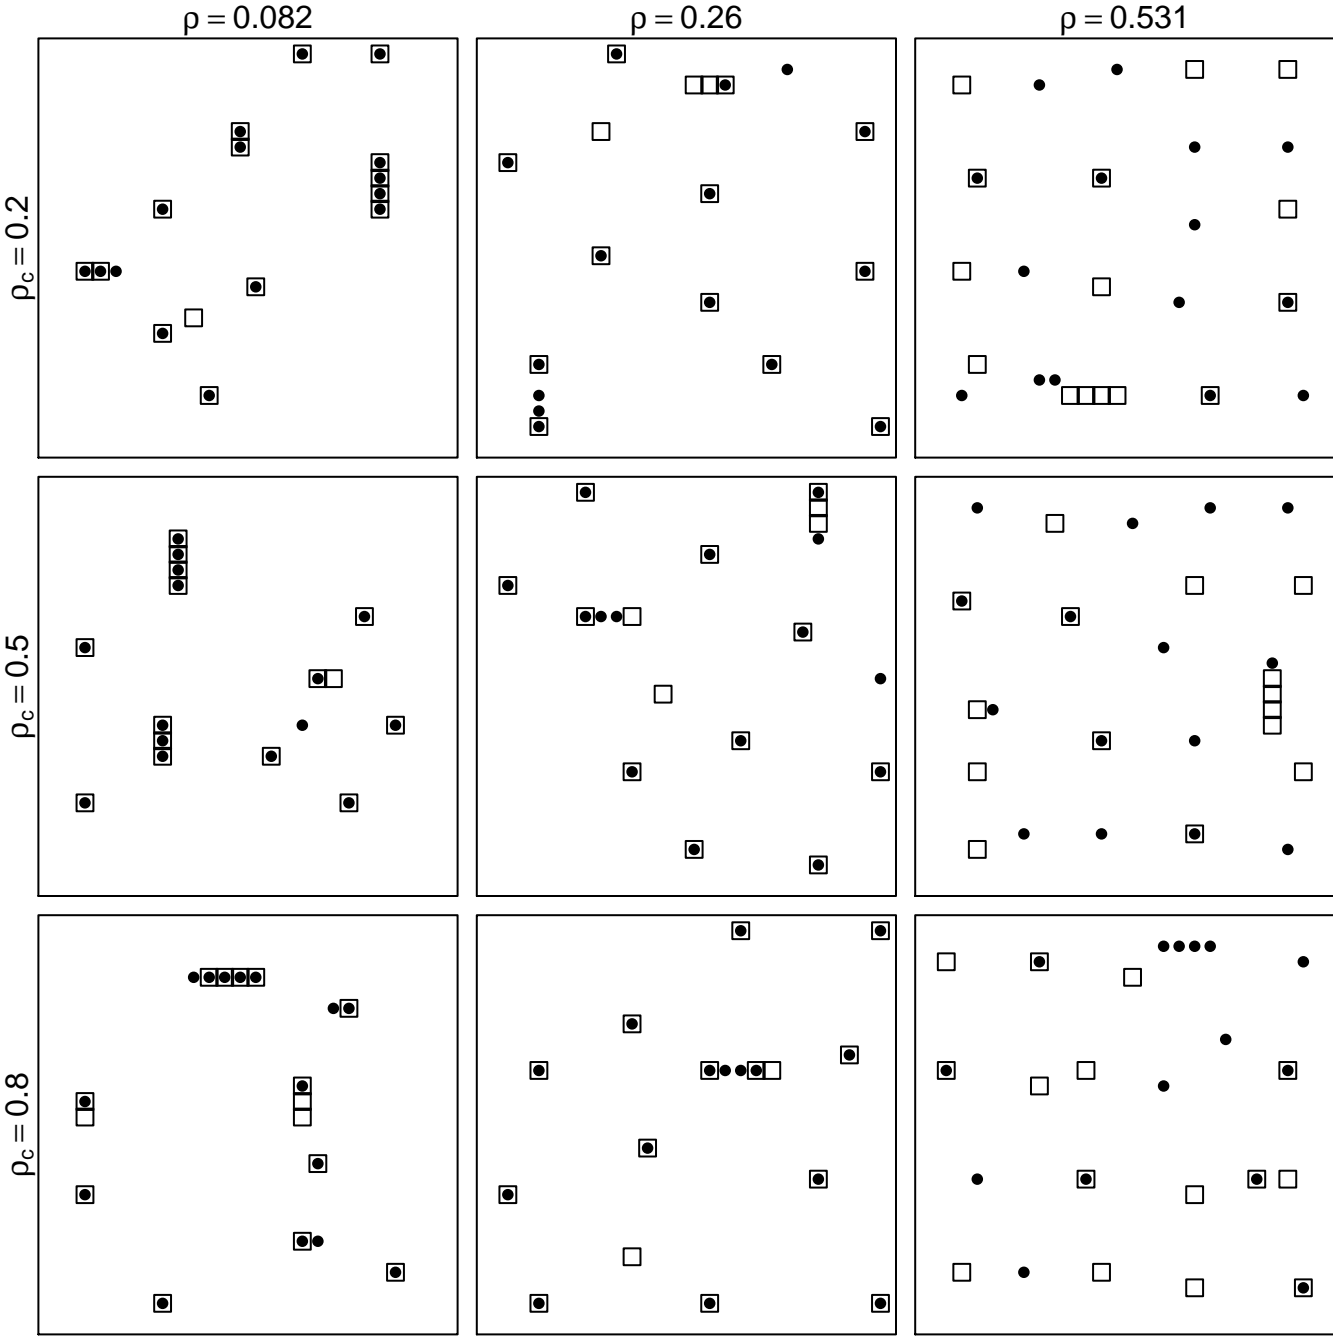 ρ = 0.082
ρ = 0.26
ρ = 0.531
ρc = 0.2
ρc = 0.5
ρc = 0.8